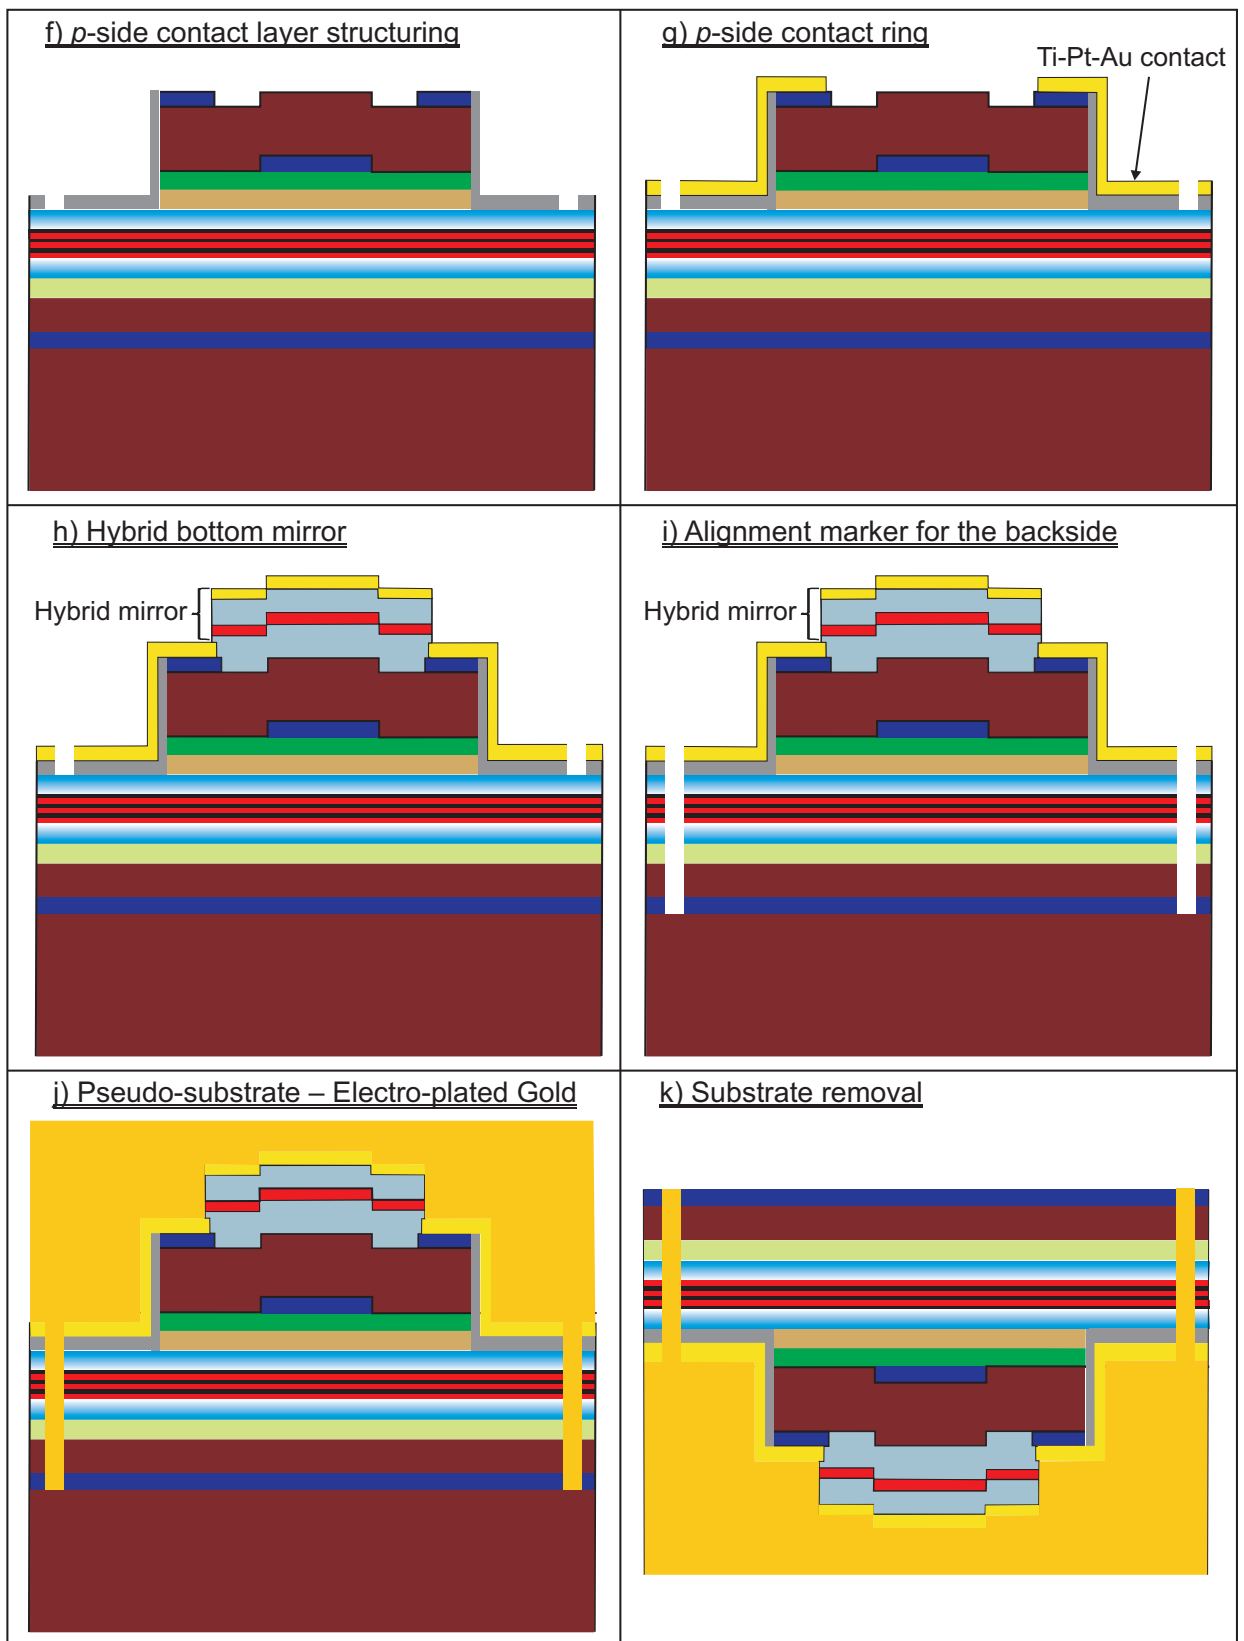 f) p-side contact layer structuring
g) p-side contact ring
Ti-Pt-Au contact
h) Hybrid bottom mirror
Hybrid mirror
i) Alignment marker for the backside
Hybrid mirror
j) Pseudo-substrate – Electro-plated Gold
k) Substrate removal